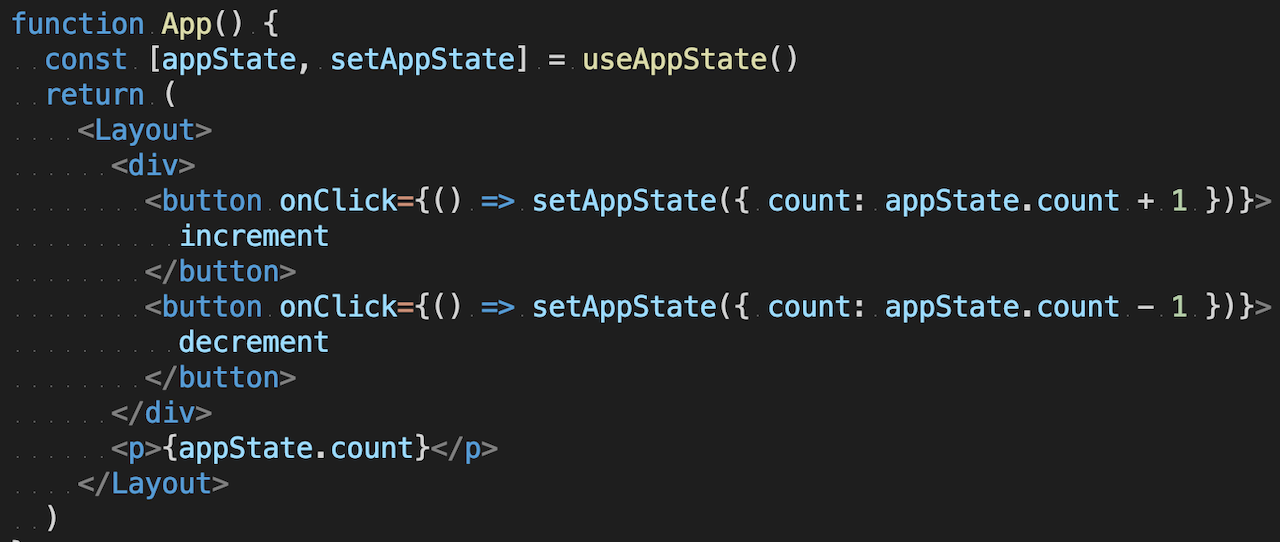 function App() {
  const [appState, setAppState] = useAppState()
  return (
    <Layout>
      <div>
        <button onClick={() => setAppState({ count: appState.count + 1 })}>
          increment
        </button>
        <button onClick={() => setAppState({ count: appState.count - 1 })}>
          decrement
        </button>
      </div>
      <p>{appState.count}</p>
    </Layout>
  )